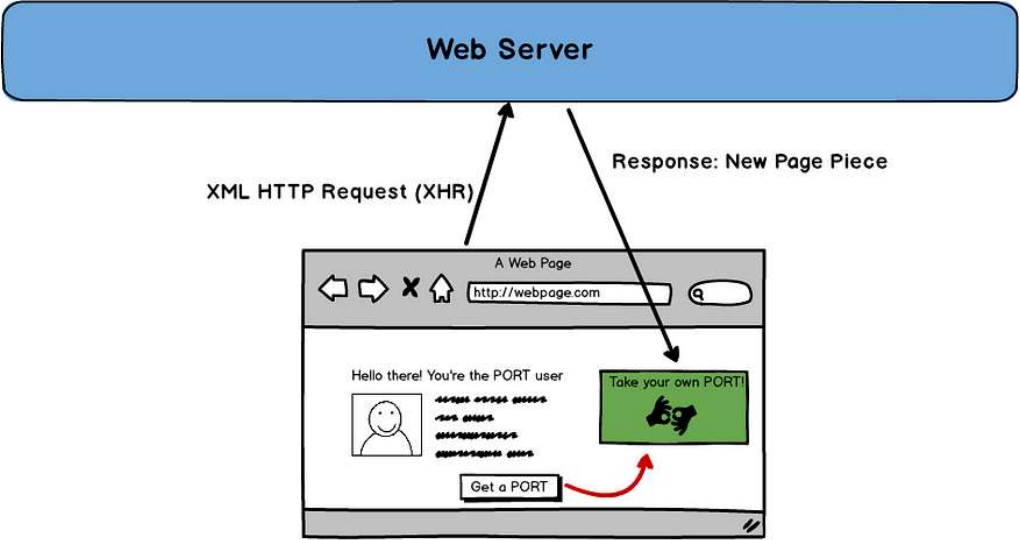 Web Server
Response: New Page Piece
XML HTTP Request (XHR)
A Web Page
http://webpage.com
Hello there! You're the PORT user
Take your own PORT!
Get a PORT